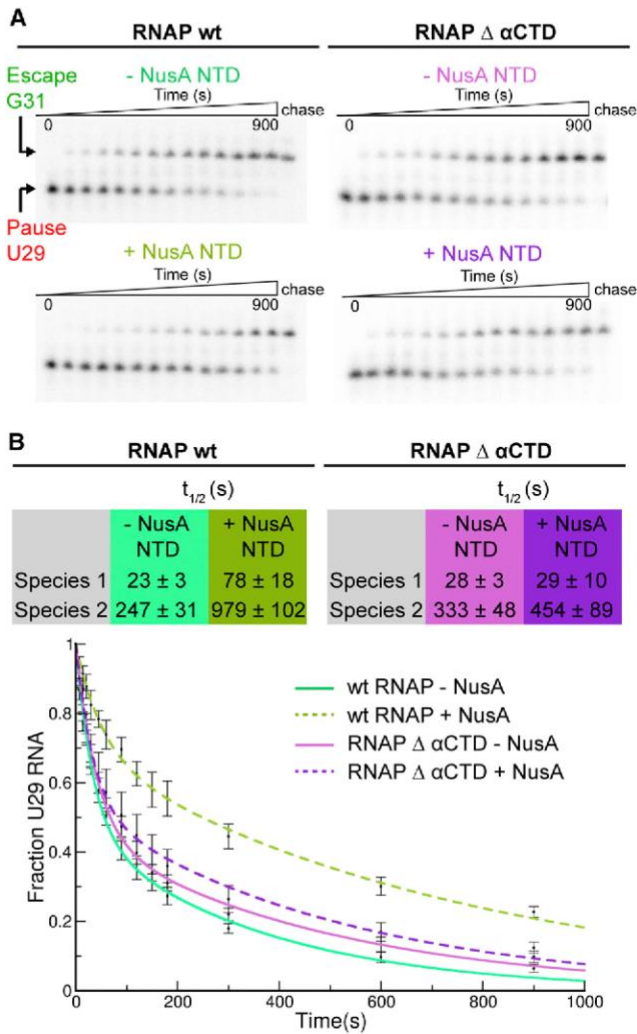 A
RNAP wt
RNAP Δ αCTD
Escape
G31
- NusA NTD
Time (s)
0
900
chase
- NusA NTD
Time (s)
0
900
chase
Pause
U29
+ NusA NTD
Time (s)
0
900
chase
+ NusA NTD
Time (s)
0
900
chase
B
RNAP wt
RNAP Δ αCTD
t1/2 (s)
t1/2 (s)
- NusA NTD
+ NusA NTD
- NusA NTD
+ NusA NTD
Species 1 23 ± 3 78 ± 18
Species 2 247 ± 31 979 ± 102
Species 1 28 ± 3 29 ± 10
Species 2 333 ± 48 454 ± 89
wt RNAP - NusA
wt RNAP + NusA
RNAP Δ αCTD - NusA
RNAP Δ αCTD + NusA
Fraction U29 RNA
1
0.8
0.6
0.4
0.2
0
0 200 400 600 800 1000
Time(s)